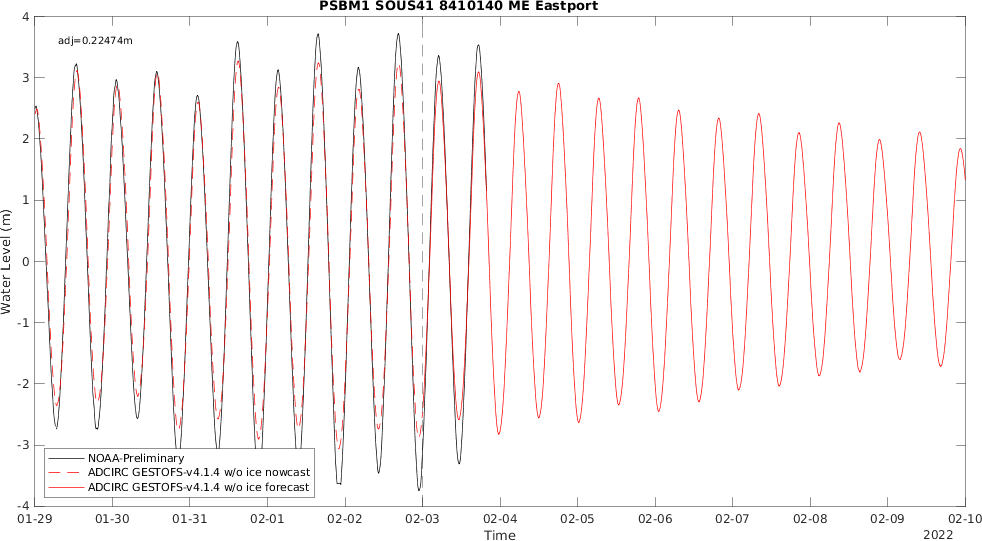 PSBM1 SOUS41 8410140 ME Eastport
adj=0.22474m
Water Level (m)
4
3
2
1
0
-1
-2
-3
-4
NOAA-Preliminary
ADCIRC GESTOFS-v4.1.4 w/o ice nowcast
ADCIRC GESTOFS-v4.1.4 w/o ice forecast
01-29 01-30 01-31 02-01 02-02 02-03 02-04 02-05 02-06 02-07 02-08 02-09 02-10
Time
2022